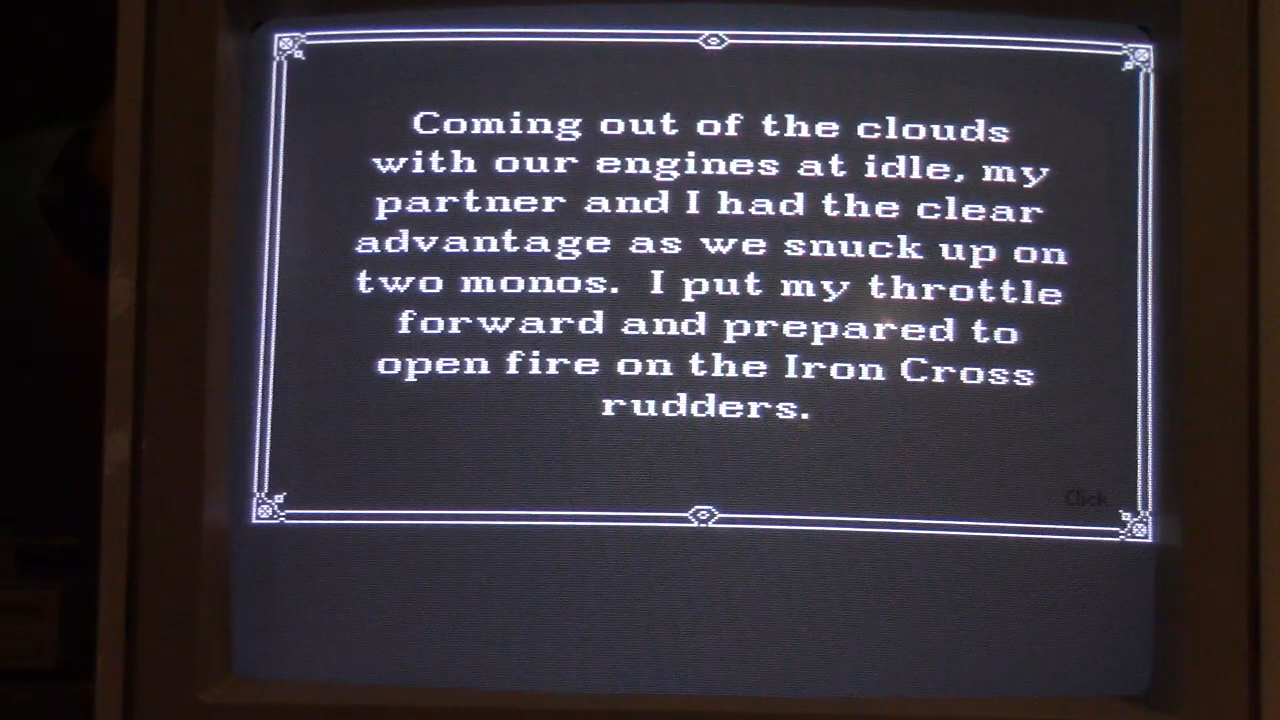 Coming out of the clouds
with our engines at idle, my
partner and I had the clear
advantage as we snuck up on
two monos.  I put my throttle
forward and prepared to
open fire on the Iron Cross
rudders.
Click